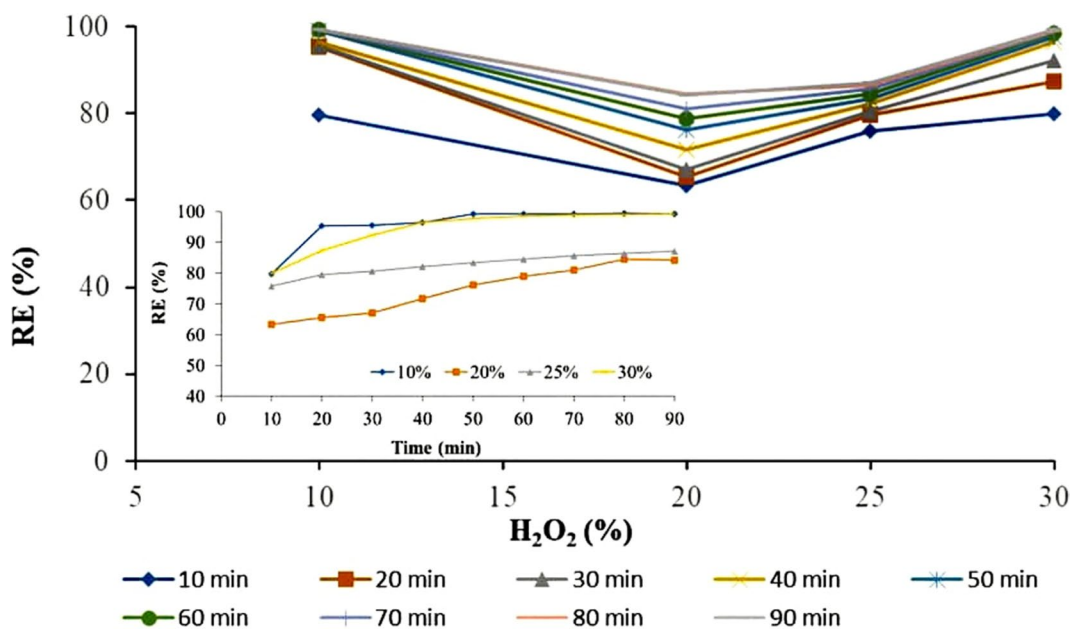 100
80
60
40
20
0
RE (%)
5 10 15 20 25 30
H₂O₂ (%)
100
90
80
70
60
50
40
RE (%)
10% 20% 25% 30%
0 10 20 30 40 50 60 70 80 90
Time (min)
10 min 20 min 30 min 40 min 50 min
60 min 70 min 80 min 90 min